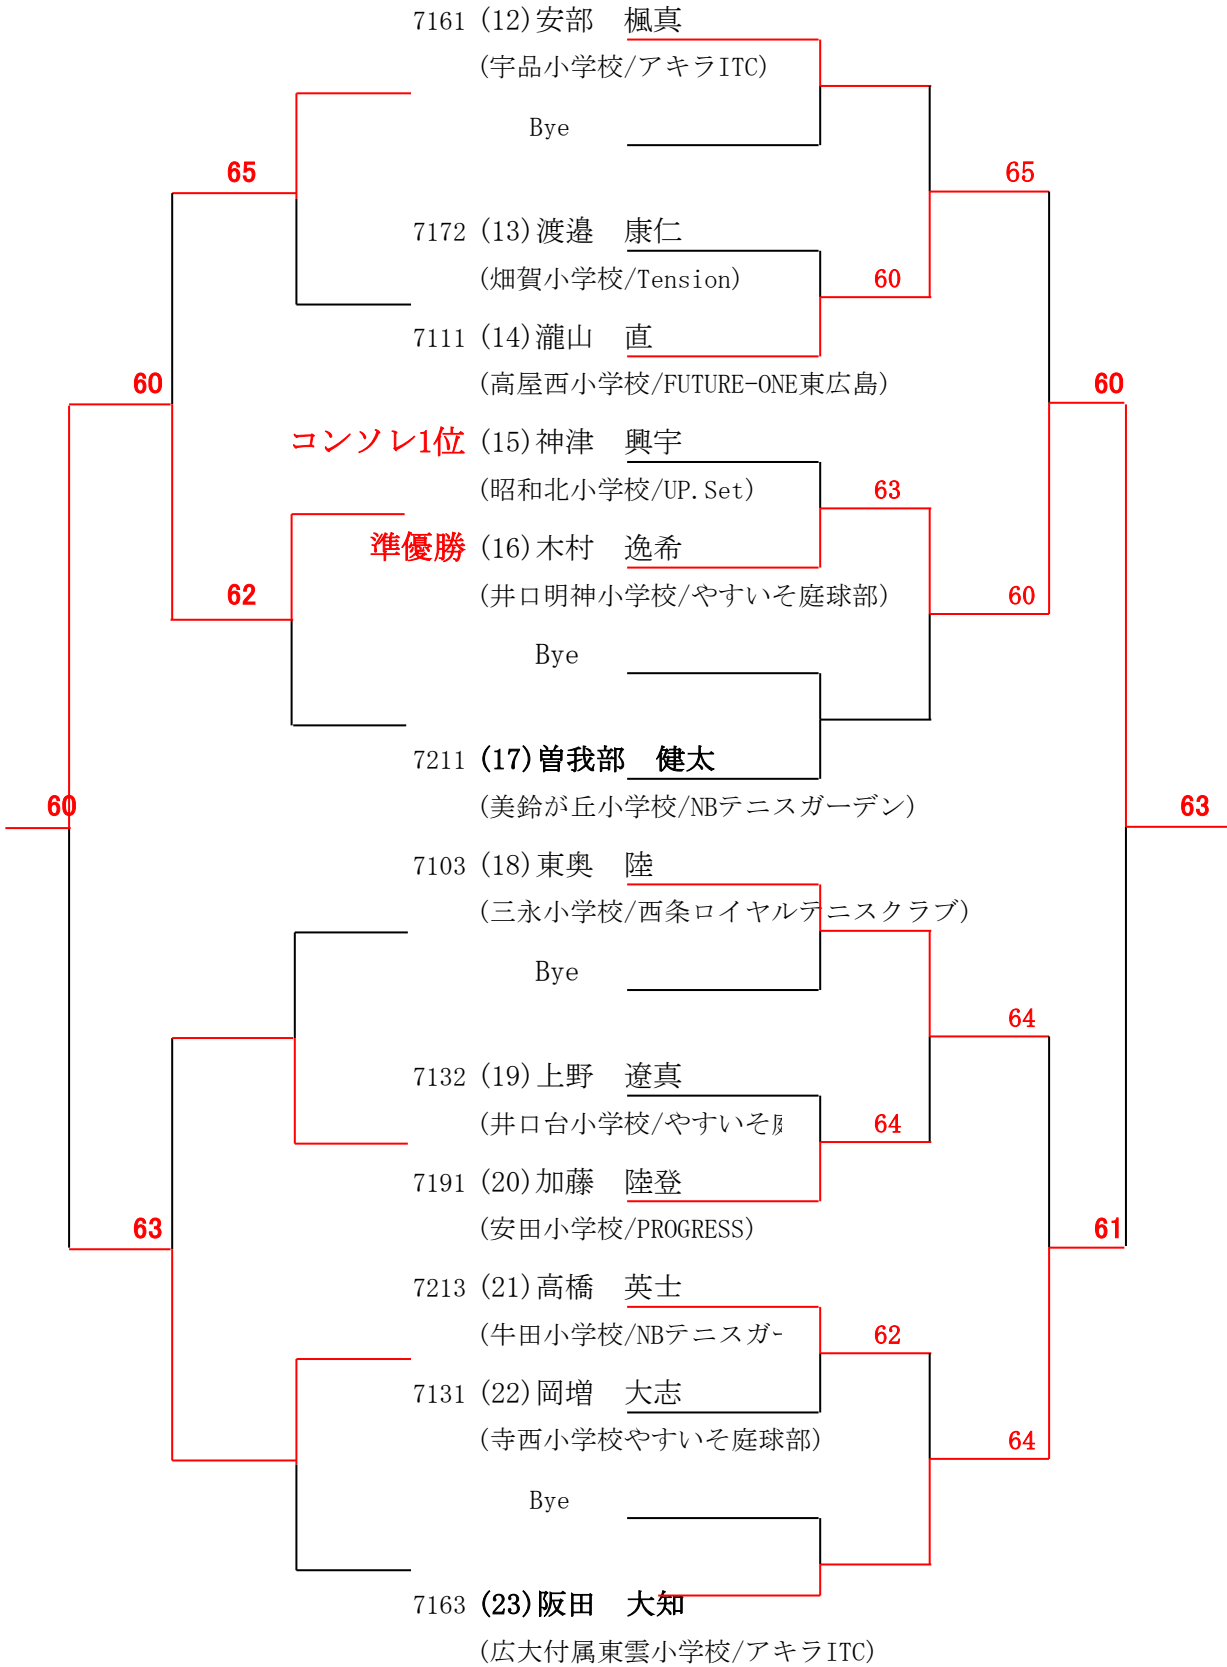 7161 (12)安部　楓真
(宇品小学校/アキラITC)
Bye
65
65
7172 (13)渡邉　康仁
(畑賀小学校/Tension)
60
7111 (14)瀧山　直
(高屋西小学校/FUTURE-ONE東広島)
60
60
コンソレ1位 (15)神津　興宇
(昭和北小学校/UP.Set)
63
準優勝 (16)木村　逸希
(井口明神小学校/やすいそ庭球部)
62
60
Bye
7211 (17)曽我部　健太
(美鈴が丘小学校/NBテニスガーデン)
60
63
7103 (18)東奥　陸
(三永小学校/西条ロイヤルテニスクラブ)
Bye
64
7132 (19)上野　遼真
(井口台小学校/やすいそ庭
64
7191 (20)加藤　陸登
(安田小学校/PROGRESS)
63
61
7213 (21)高橋　英士
(牛田小学校/NBテニスガー
62
7131 (22)岡増　大志
(寺西小学校やすいそ庭球部)
64
Bye
7163 (23)阪田　大知
(広大付属東雲小学校/アキラITC)